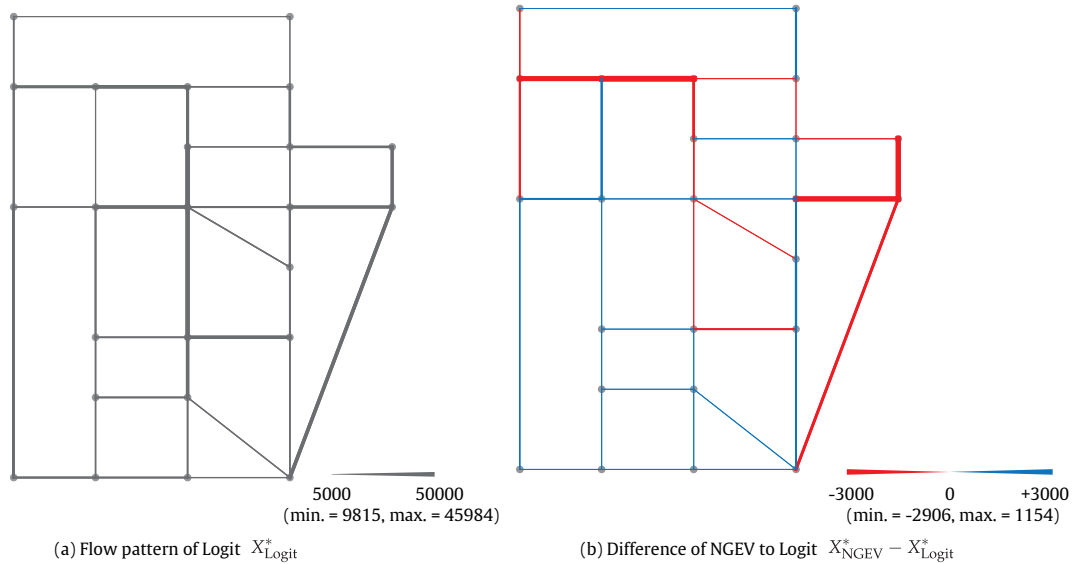 5000 50000
(min. = 9815, max. = 45984)
(a) Flow pattern of Logit X*Logit
-3000 0 +3000
(min. = -2906, max. = 1154)
(b) Difference of NGEV to Logit X*NGEV − X*Logit